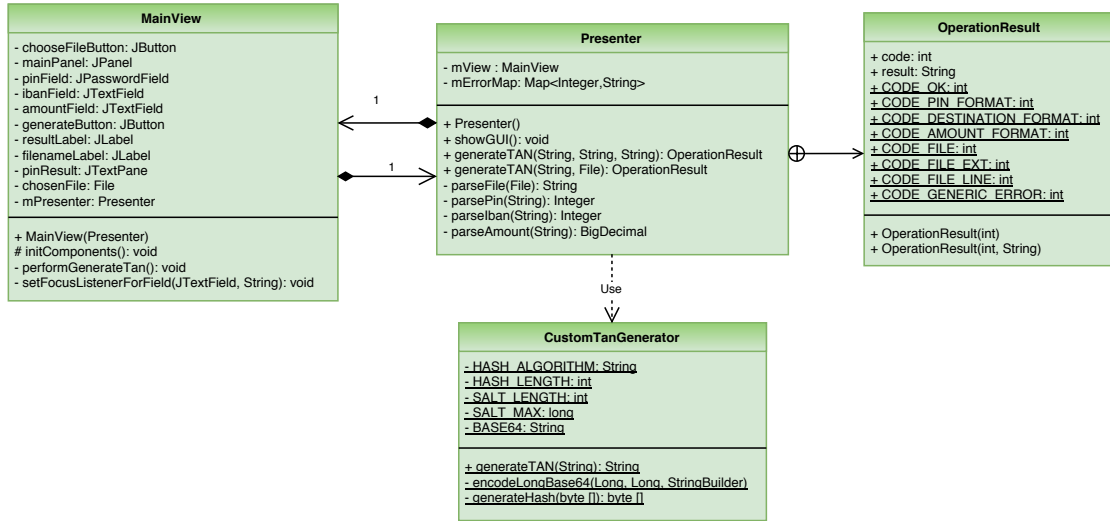 MainView
- chooseFileButton: JButton
- mainPanel: JPanel
- pinField: JPasswordField
- ibanField: JTextField
- amountField: JTextField
- generateButton: JButton
- resultLabel: JLabel
- filenameLabel: JLabel
- pinResult: JTextPane
- chosenFile: File
- mPresenter: Presenter
+ MainView(Presenter)
# initComponents(): void
- performGenerateTan(): void
- setFocusListenerForField(JTextField, String): void
1
1
Presenter
- mView : MainView
- mErrorMap: Map<Integer,String>
+ Presenter()
+ showGUI(): void
+ generateTAN(String, String, String): OperationResult
+ generateTAN(String, File): OperationResult
- parseFile(File): String
- parsePin(String): Integer
- parseIban(String): Integer
- parseAmount(String): BigDecimal
OperationResult
+ code: int
+ result: String
+ CODE_OK: int
+ CODE_PIN_FORMAT: int
+ CODE_DESTINATION_FORMAT: int
+ CODE_AMOUNT_FORMAT: int
+ CODE_FILE: int
+ CODE_FILE_EXT: int
+ CODE_FILE_LINE: int
+ CODE_GENERIC_ERROR: int
+ OperationResult(int)
+ OperationResult(int, String)
Use
CustomTanGenerator
- HASH_ALGORITHM: String
- HASH_LENGTH: int
- SALT_LENGTH: int
- SALT_MAX: long
- BASE64: String
+ generateTAN(String): String
- encodeLongBase64(Long, Long, StringBuilder)
- generateHash(byte []): byte []